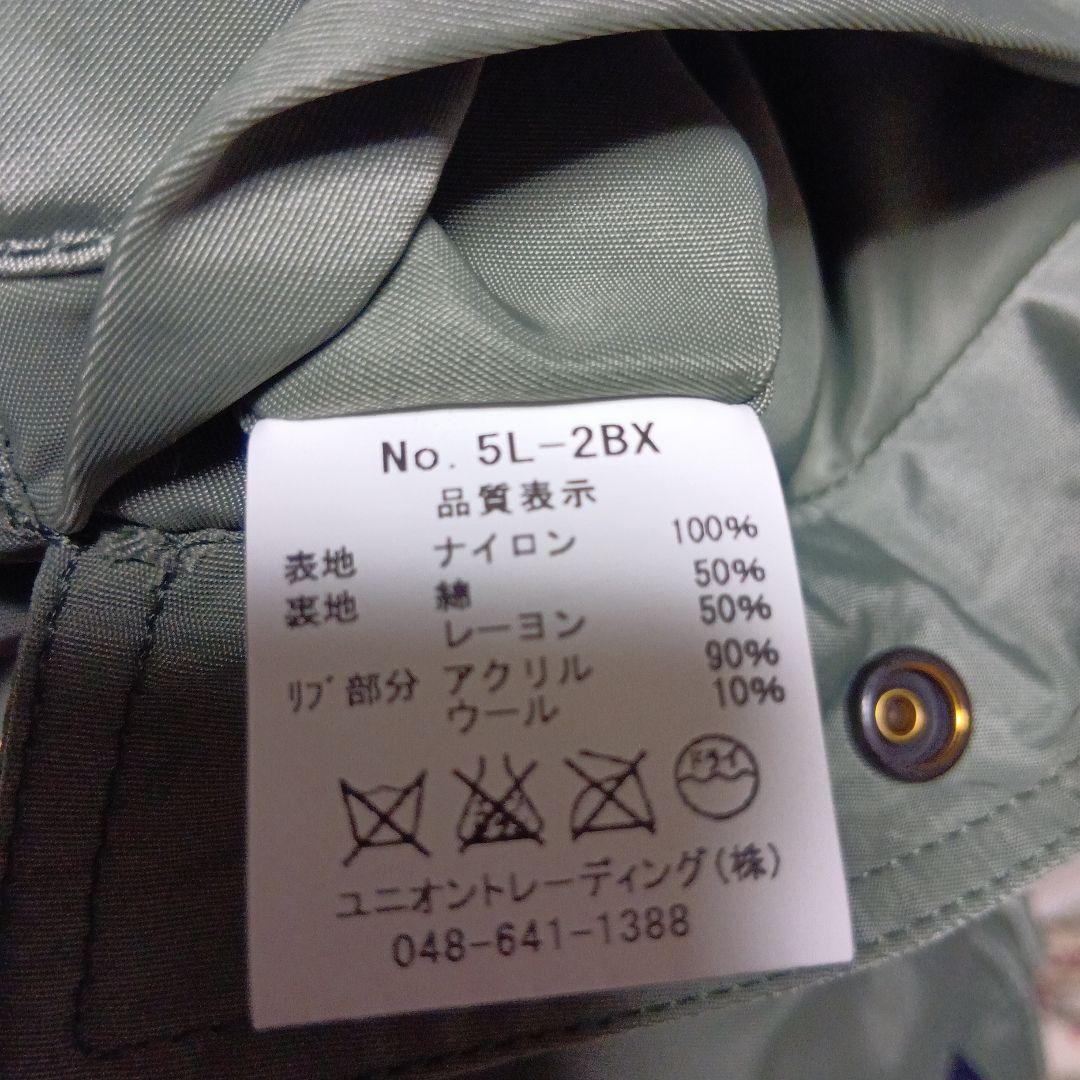 No. 5L-2BX
品質表示
表地 ナイロン 100%
裏地 綿 50%
レーヨン 50%
ﾘﾌﾞ部分 アクリル 90%
ウール 10%
ドライ
ユニオントレーディング(株)
048-641-1388